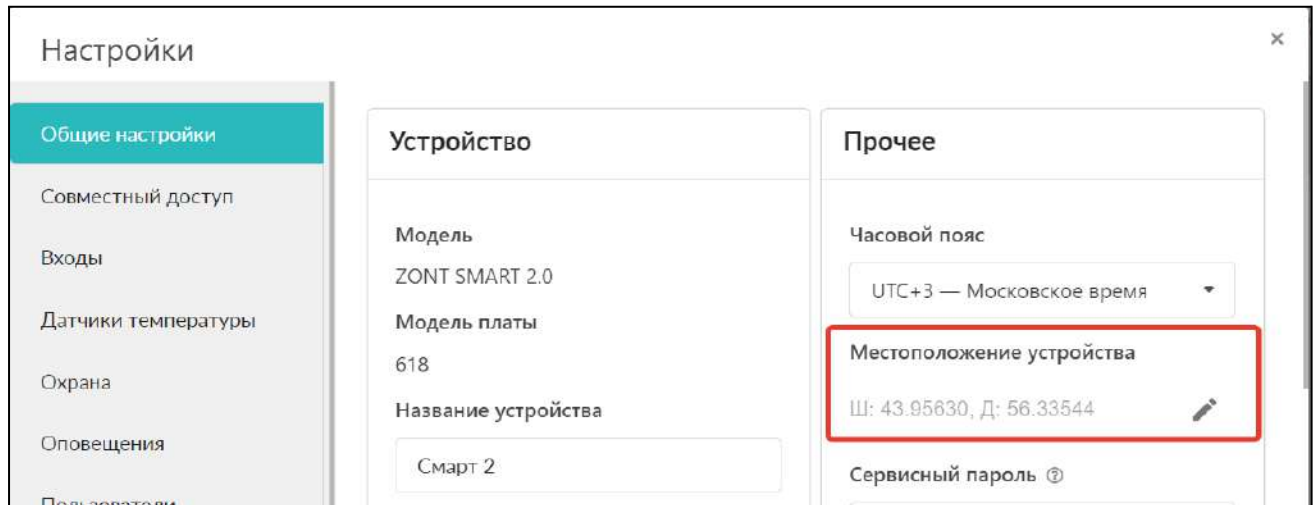 Настройки
×
Общие настройки
Совместный доступ
Входы
Датчики температуры
Охрана
Оповещения
Пользователи
Устройство
Модель
ZONT SMART 2.0
Модель платы
618
Название устройства
Смарт 2
Прочее
Часовой пояс
UTC+3 — Московское время
Местоположение устройства
Ш: 43.95630, Д: 56.33544
Сервисный пароль ?